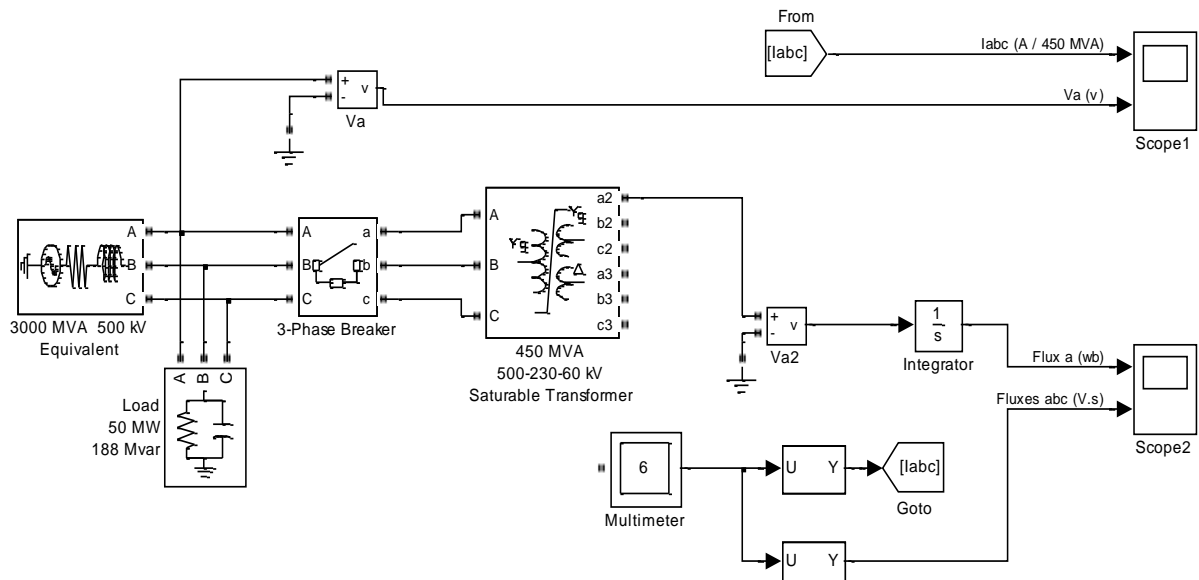 From
[Iabc]
Iabc (A / 450 MVA)
Va (v)
Scope1
+
-
v
Va
A
B
C
3000 MVA 500 kV
Equivalent
A
B
C
a
b
c
3-Phase Breaker
A
B
C
Yg
Yg
Δ
a2
b2
c2
a3
b3
c3
450 MVA
500-230-60 kV
Saturable Transformer
+
-
v
Va2
1
s
Integrator
Flux a (wb)
Fluxes abc (V.s)
Scope2
A
B
C
Load
50 MW
188 Mvar
6
Multimeter
U Y
[Iabc]
Goto
U Y